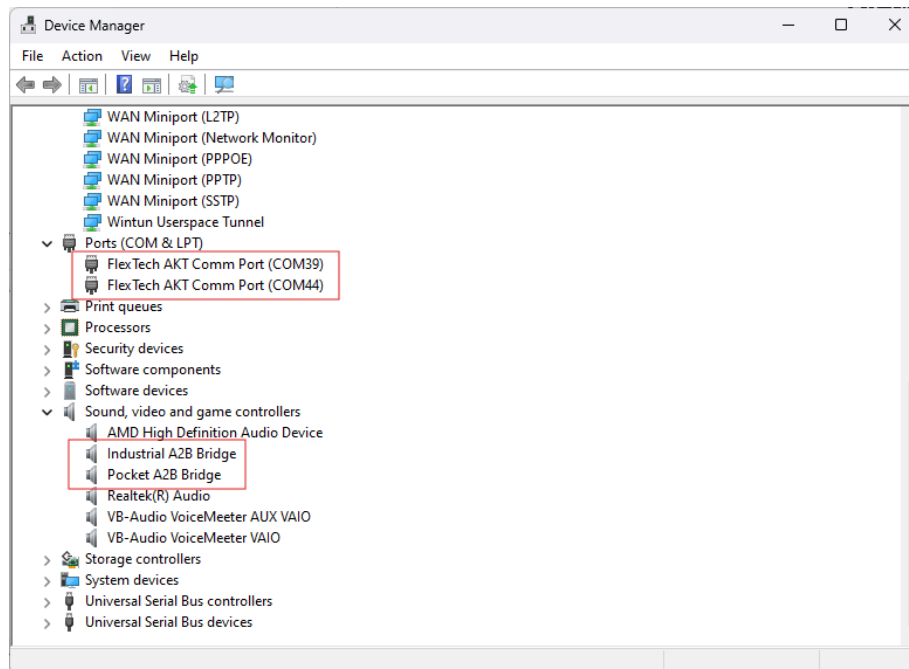 Device Manager
File Action View Help
WAN Miniport (L2TP)
WAN Miniport (Network Monitor)
WAN Miniport (PPPOE)
WAN Miniport (PPTP)
WAN Miniport (SSTP)
Wintun Userspace Tunnel
Ports (COM & LPT)
FlexTech AKT Comm Port (COM39)
FlexTech AKT Comm Port (COM44)
Print queues
Processors
Security devices
Software components
Software devices
Sound, video and game controllers
AMD High Definition Audio Device
Industrial A2B Bridge
Pocket A2B Bridge
Realtek(R) Audio
VB-Audio VoiceMeeter AUX VAIO
VB-Audio VoiceMeeter VAIO
Storage controllers
System devices
Universal Serial Bus controllers
Universal Serial Bus devices